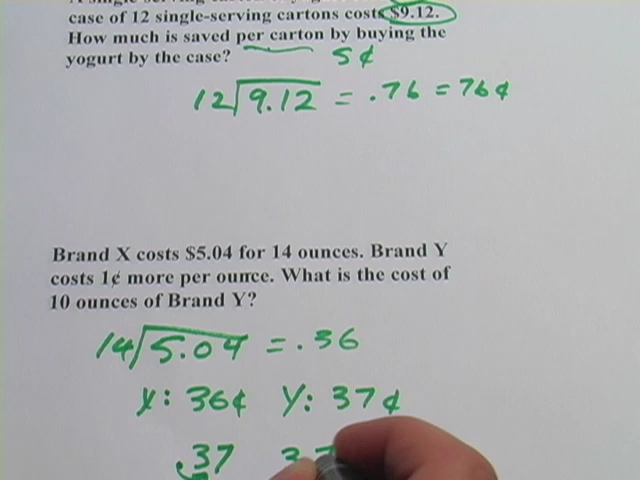 case of 12 single-serving cartons costs $9.12.
How much is saved per carton by buying the
yogurt by the case? 5¢
12 9.12 = .76 = 76¢
Brand X costs $5.04 for 14 ounces. Brand Y
costs 1¢ more per ounce. What is the cost of
10 ounces of Brand Y?
14 5.04 = .36
X: 36¢ Y: 37¢
.37